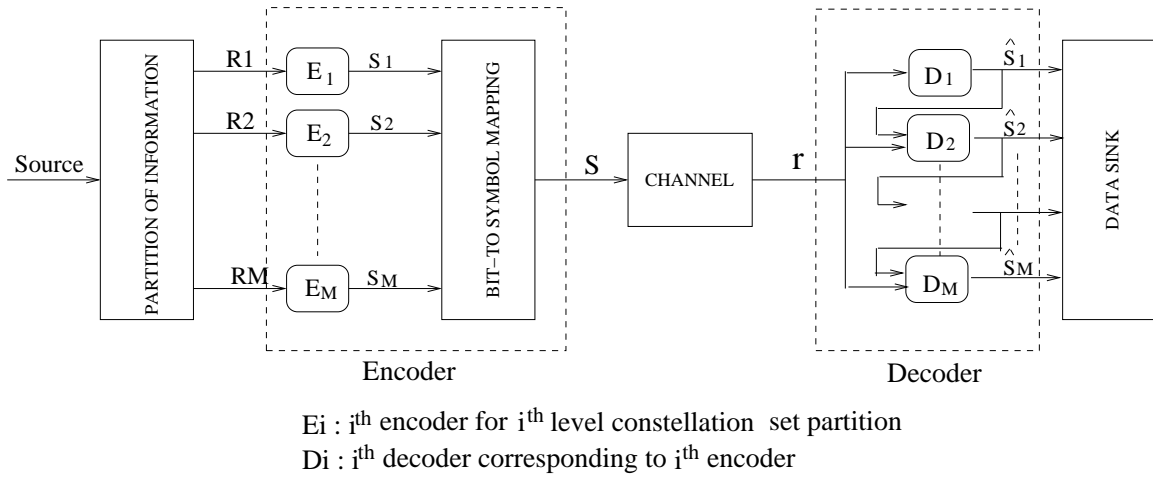 Source
PARTITION OF INFORMATION
R1
R2
RM
E1
E2
EM
S1
S2
SM
BIT-TO SYMBOL MAPPING
Encoder
S
CHANNEL
r
D1
D2
DM
Ŝ1
Ŝ2
ŜM
Decoder
DATA SINK
Ei : ith encoder for ith level constellation set partition
Di : ith decoder corresponding to ith encoder